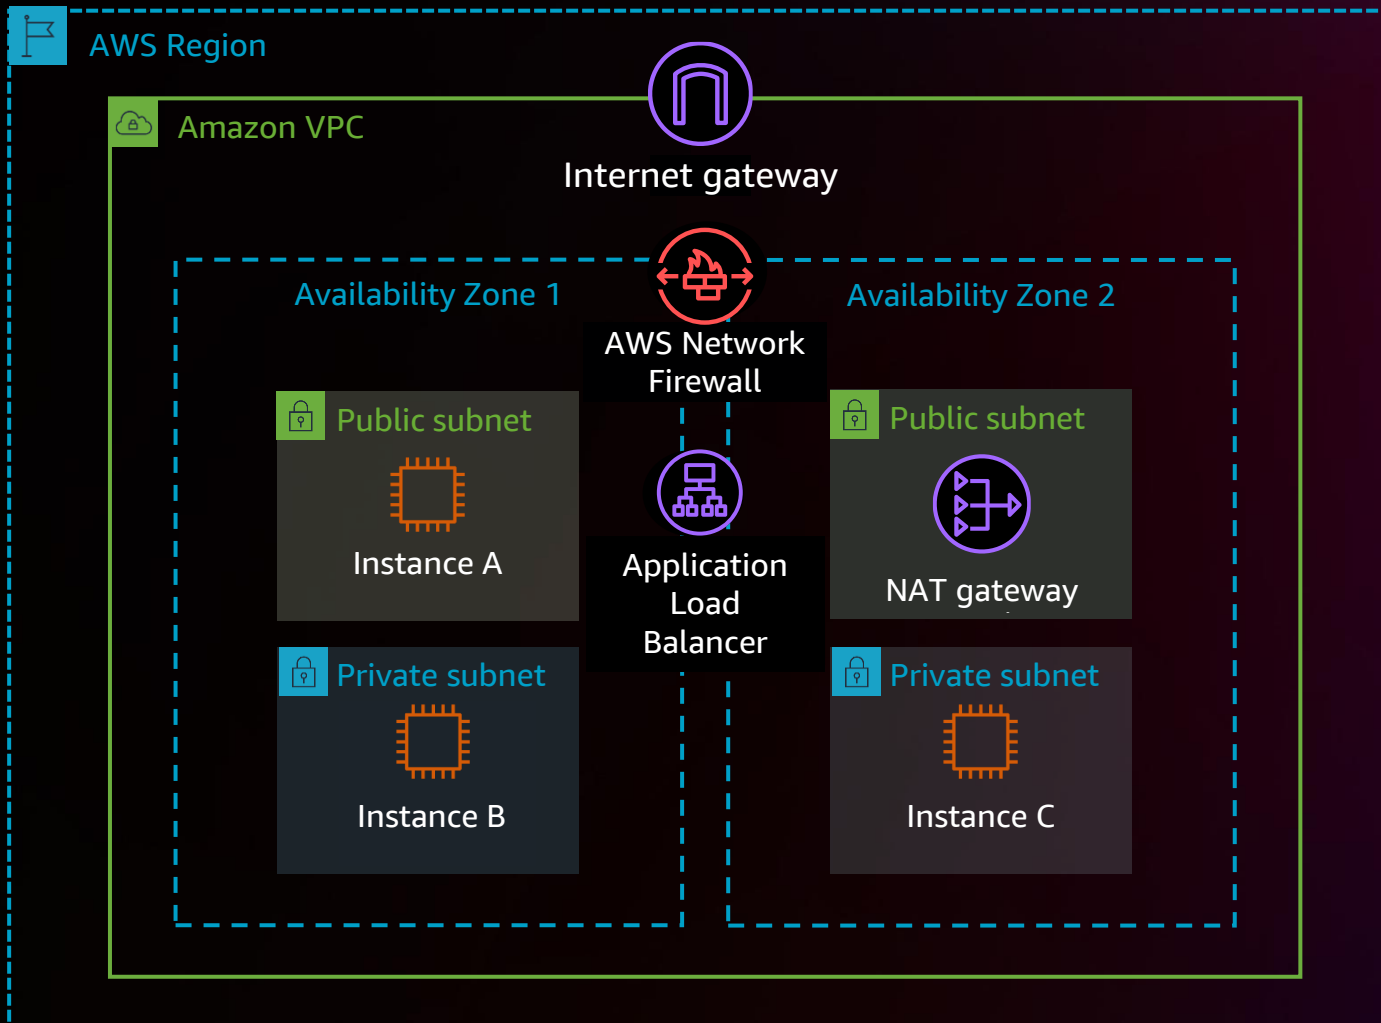 AWS Region
Amazon VPC
Internet gateway
Availability Zone 1
Availability Zone 2
AWS Network
Firewall
Public subnet
Public subnet
Instance A
Application
Load
Balancer
NAT gateway
Private subnet
Private subnet
Instance B
Instance C